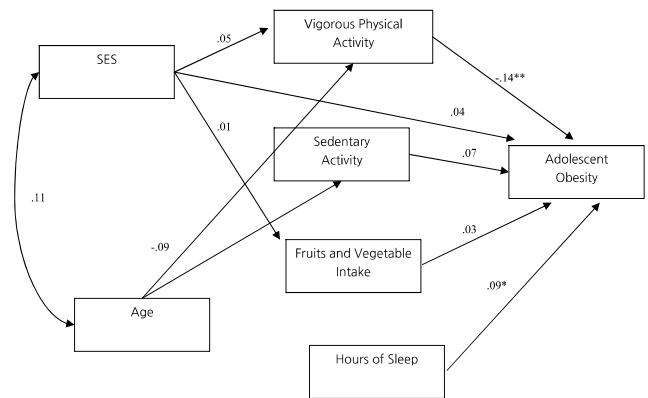 Vigorous Physical
Activity
.05
SES
-.14**
.04
.01
Sedentary
Activity
.07
Adolescent
Obesity
.11
-.09
.03
Fruits and Vegetable
Intake
.09*
Age
Hours of Sleep